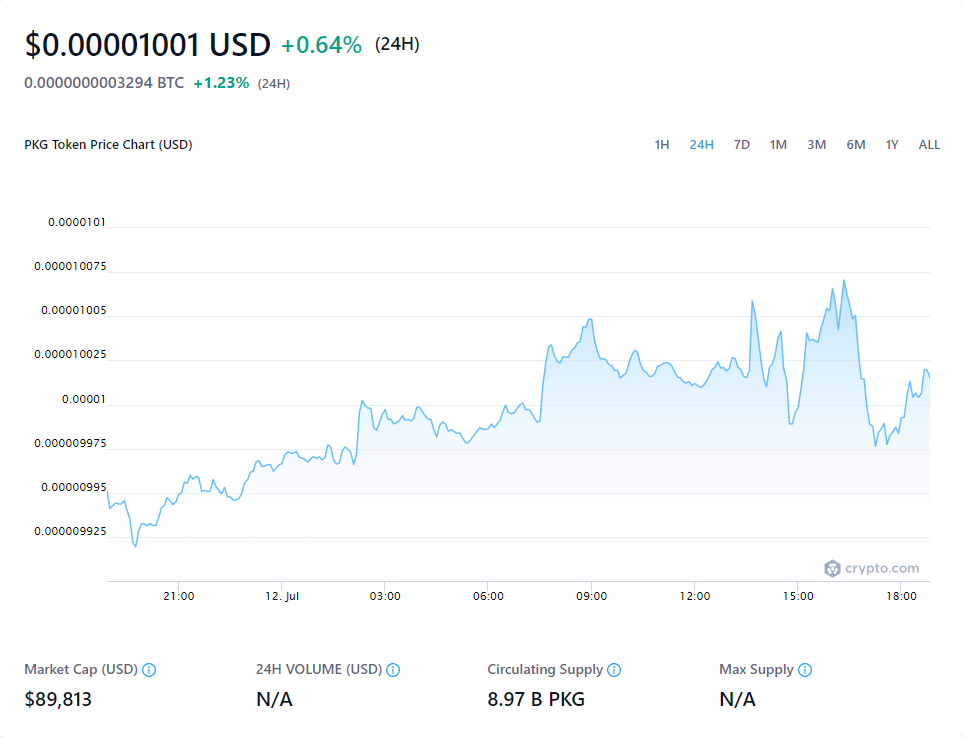 $0.00001001 USD +0.64% (24H)
0.0000000003294 BTC +1.23% (24H)
PKG Token Price Chart (USD) 1H 24H 7D 1M 3M 6M 1Y ALL
0.0000101
0.000010075
0.00001005
0.000010025
0.00001
0.000009975
0.00000995
0.000009925
crypto.com
21:00 12. Jul 03:00 06:00 09:00 12:00 15:00 18:00
Market Cap (USD) 24H VOLUME (USD) Circulating Supply Max Supply
$89,813 N/A 8.97 B PKG N/A